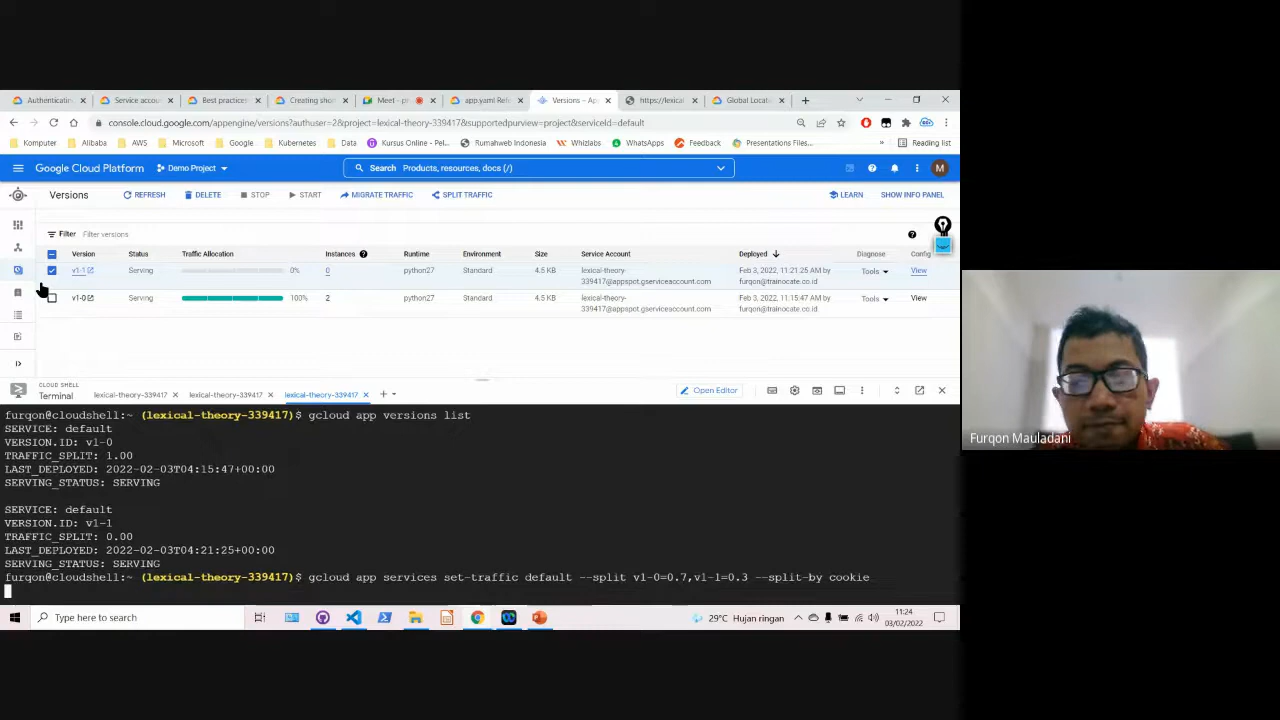 Authenticatin
Service accou
Best practice
Creating shor
Meet - p
app.yaml Refe
Versions – Ap
https://lexical
Global Locat
console.cloud.google.com/appengine/versions?authuser=2&project=lexical-theory-339417&supportedpurview=project&serviceId=default
Komputer
Alibaba
AWS
Microsoft
Google
Kubernetes
Data
Kursus Online - Pel...
Rumahweb Indonesia
Whizlabs
WhatsApps
Feedback
Presentations Files...
»
Reading list
Google Cloud Platform
Demo Project
Search Products, resources, docs (/)
M
Versions
REFRESH
DELETE
STOP
START
MIGRATE TRAFFIC
SPLIT TRAFFIC
LEARN
SHOW INFO PANEL
Filter Filter versions
Version Status Traffic Allocation Instances Runtime Environment Size Service Account Deployed Diagnose Config
v1-1 Serving 0% 0 python27 Standard 4.5 KB lexical-theory- Feb 3, 2022, 11:21:25 AM by Tools View
339417@appspot.gserviceaccount.com furqon@trainocate.co.id
v1-0 Serving 100% 2 python27 Standard 4.5 KB lexical-theory- Feb 3, 2022, 11:15:47 AM by Tools View
339417@appspot.gserviceaccount.com furqon@trainocate.co.id
CLOUD SHELL
Terminal
lexical-theory-339417
lexical-theory-339417
lexical-theory-339417
Open Editor
furqon@cloudshell:~ (lexical-theory-339417)$ gcloud app versions list
SERVICE: default
VERSION.ID: v1-0
TRAFFIC_SPLIT: 1.00
LAST_DEPLOYED: 2022-02-03T04:15:47+00:00
SERVING_STATUS: SERVING
SERVICE: default
VERSION.ID: v1-1
TRAFFIC_SPLIT: 0.00
LAST_DEPLOYED: 2022-02-03T04:21:25+00:00
SERVING_STATUS: SERVING
furqon@cloudshell:~ (lexical-theory-339417)$ gcloud app services set-traffic default --split v1-0=0.7,v1-1=0.3 --split-by cookie
Furqon Mauladani
Type here to search
29°C Hujan ringan
11:24
03/02/2022